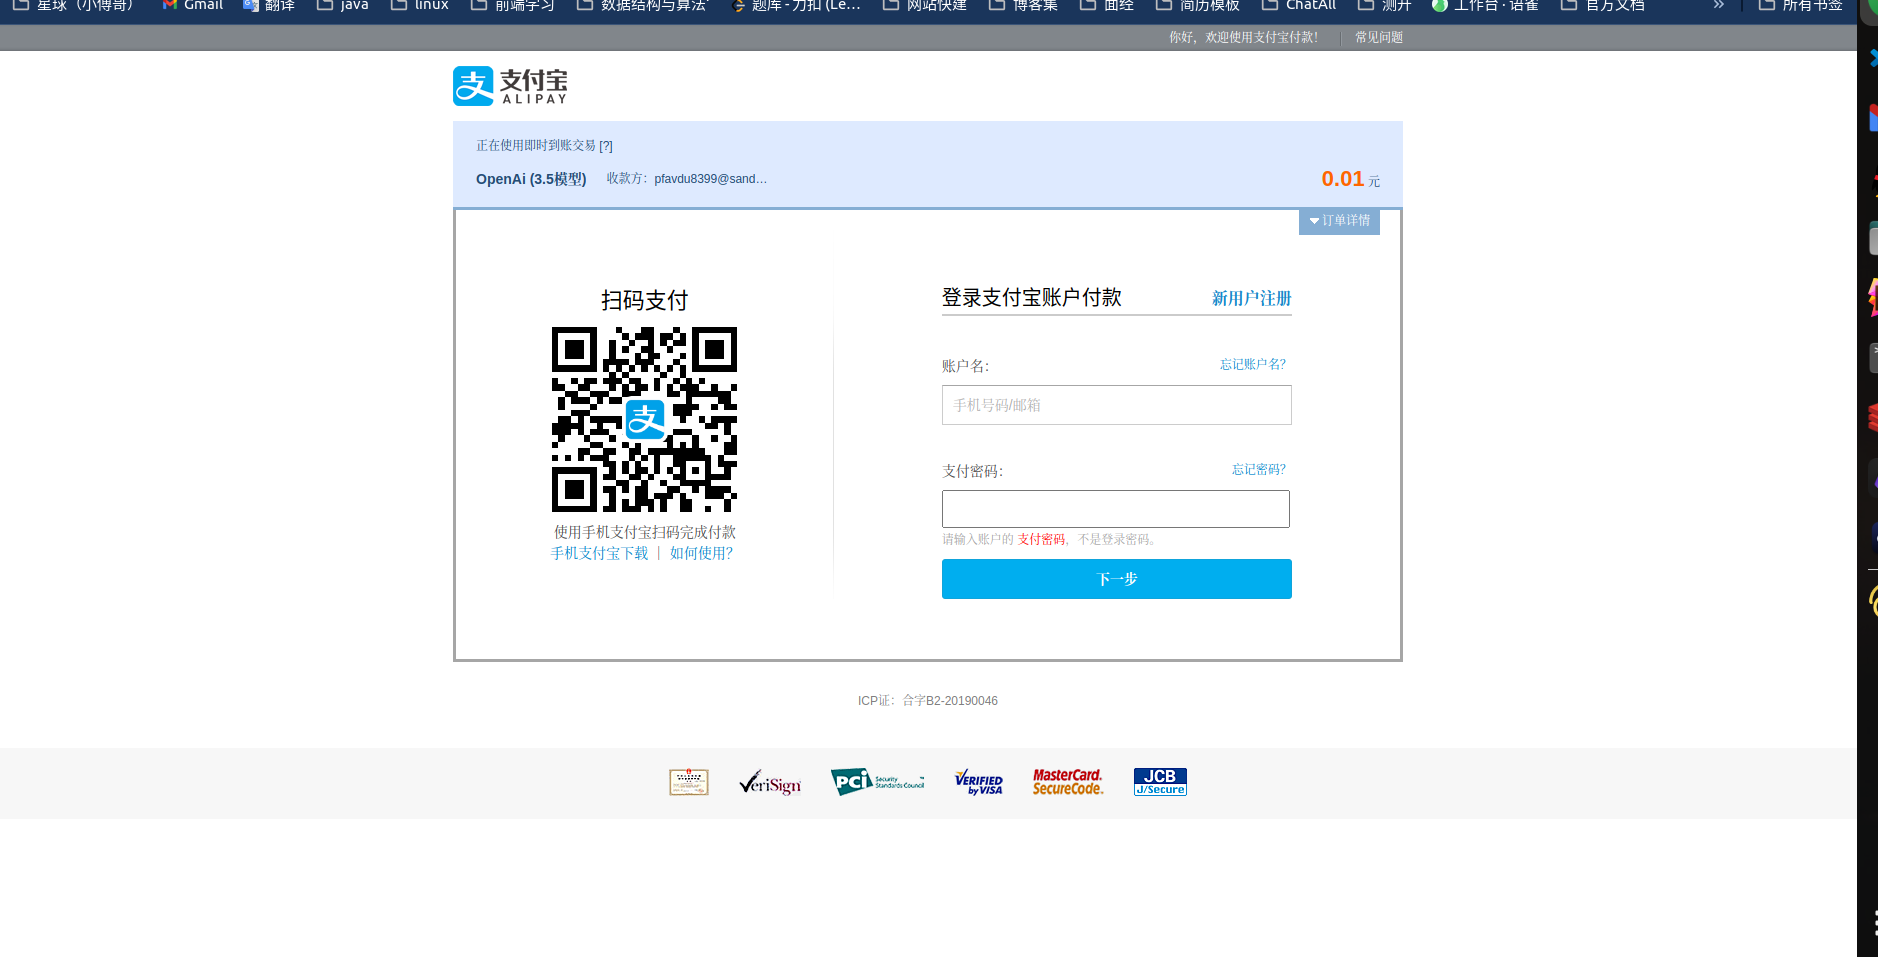 星球（小傅哥） Gmail 翻译 java linux 前端学习 数据结构与算法 题库 - 力扣 (Le… 网站快建 博客集 面经 简历模板 ChatAll 测开 工作台 · 语雀 官方文档 » 所有书签
你好，欢迎使用支付宝付款！ 常见问题
支付宝
ALIPAY
正在使用即时到账交易 [?]
OpenAi (3.5模型) 收款方：pfavdu8399@sand… 0.01 元
订单详情
扫码支付
使用手机支付宝扫码完成付款
手机支付宝下载 | 如何使用？
登录支付宝账户付款 新用户注册
账户名： 忘记账户名？
手机号码/邮箱
支付密码： 忘记密码？
请输入账户的 支付密码，不是登录密码。
下一步
ICP证：合字B2-20190046
VeriSign PCI Security Standards Council VERIFIED by VISA MasterCard. SecureCode. JCB J/Secure